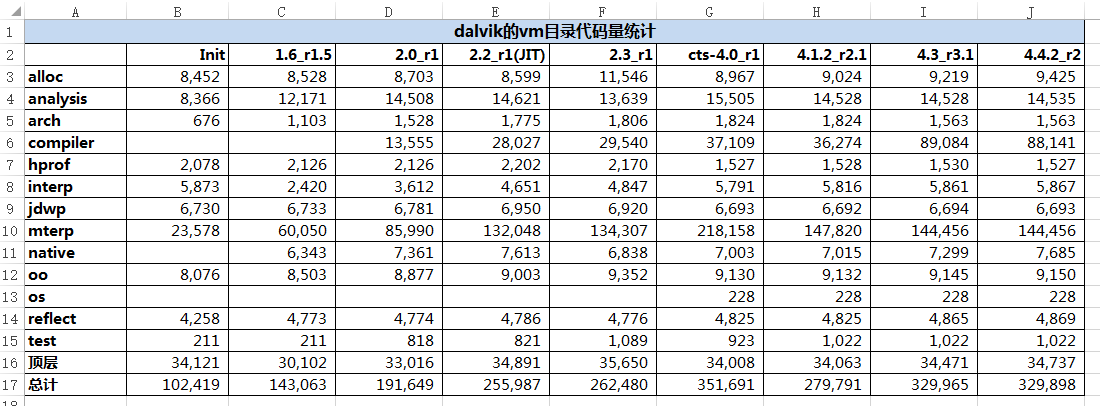 A B C D E F G H I J
1 dalvik的vm目录代码量统计
2 Init 1.6_r1.5 2.0_r1 2.2_r1(JIT) 2.3_r1 cts-4.0_r1 4.1.2_r2.1 4.3_r3.1 4.4.2_r2
3 alloc 8,452 8,528 8,703 8,599 11,546 8,967 9,024 9,219 9,425
4 analysis 8,366 12,171 14,508 14,621 13,639 15,505 14,528 14,528 14,535
5 arch 676 1,103 1,528 1,775 1,806 1,824 1,824 1,563 1,563
6 compiler 13,555 28,027 29,540 37,109 36,274 89,084 88,141
7 hprof 2,078 2,126 2,126 2,202 2,170 1,527 1,528 1,530 1,527
8 interp 5,873 2,420 3,612 4,651 4,847 5,791 5,816 5,861 5,867
9 jdwp 6,730 6,733 6,781 6,950 6,920 6,693 6,692 6,694 6,693
10 mterp 23,578 60,050 85,990 132,048 134,307 218,158 147,820 144,456 144,456
11 native 6,343 7,361 7,613 6,838 7,003 7,015 7,299 7,685
12 oo 8,076 8,503 8,877 9,003 9,352 9,130 9,132 9,145 9,150
13 os 228 228 228 228
14 reflect 4,258 4,773 4,774 4,786 4,776 4,825 4,825 4,865 4,869
15 test 211 211 818 821 1,089 923 1,022 1,022 1,022
16 顶层 34,121 30,102 33,016 34,891 35,650 34,008 34,063 34,471 34,737
17 总计 102,419 143,063 191,649 255,987 262,480 351,691 279,791 329,965 329,898